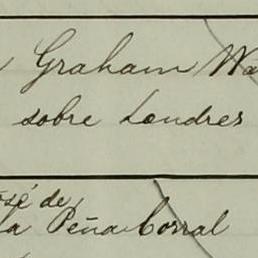 Graham
sobre Londres
José de
la Peña Corral